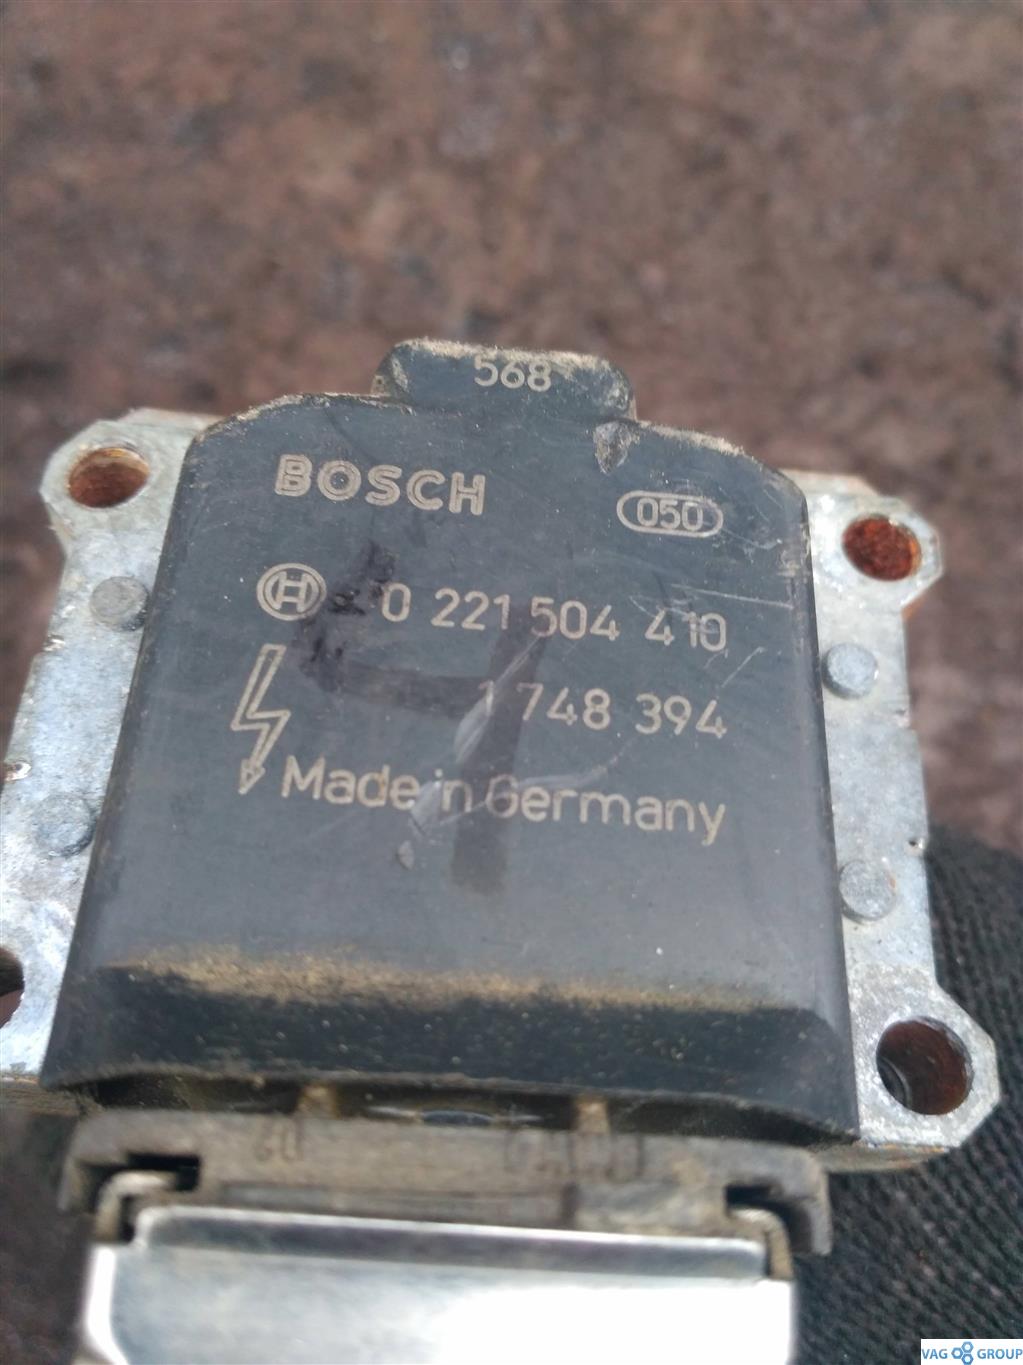 568
BOSCH
050
H 0 221 504 410
1 748 394
Made in Germany
VAG GROUP